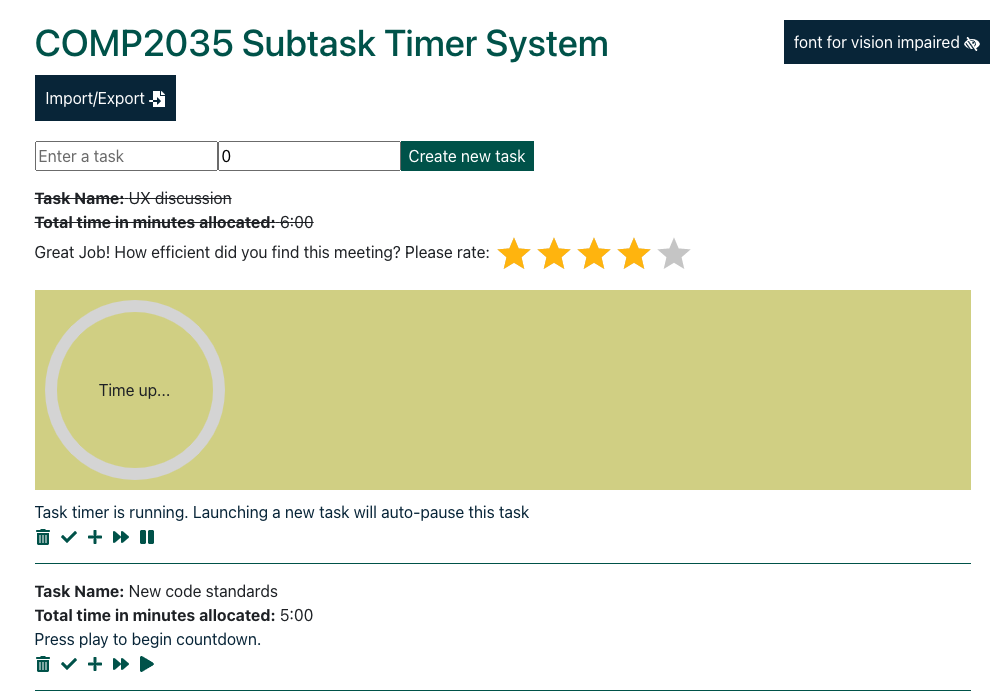 COMP2035 Subtask Timer System
font for vision impaired
Import/Export
Enter a task 0 Create new task
Task Name: UX discussion
Total time in minutes allocated: 6:00
Great Job! How efficient did you find this meeting? Please rate:
Time up...
Task timer is running. Launching a new task will auto-pause this task
Task Name: New code standards
Total time in minutes allocated: 5:00
Press play to begin countdown.